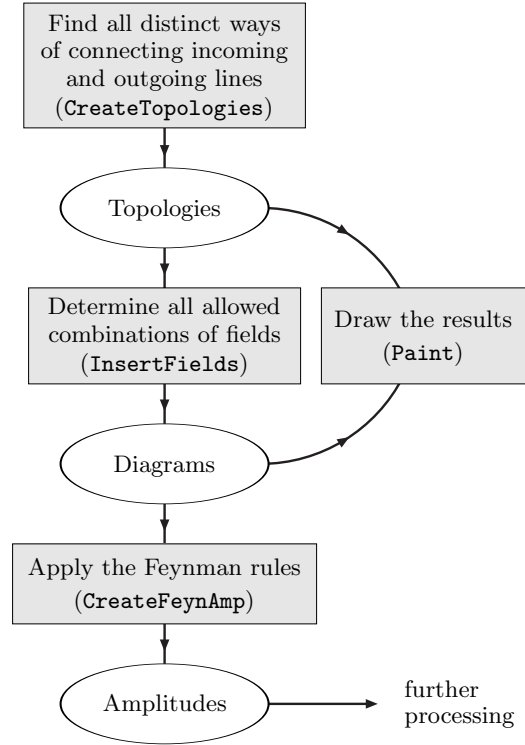 Find all distinct ways
of connecting incoming
and outgoing lines
(CreateTopologies)
Topologies
Determine all allowed
combinations of fields
(InsertFields)
Draw the results
(Paint)
Diagrams
Apply the Feynman rules
(CreateFeynAmp)
Amplitudes
further
processing